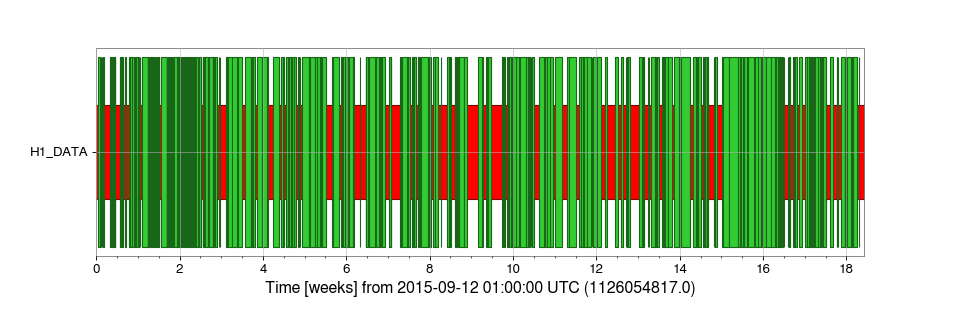 H1_DATA
0 2 4 6 8 10 12 14 16 18
Time [weeks] from 2015-09-12 01:00:00 UTC (1126054817.0)